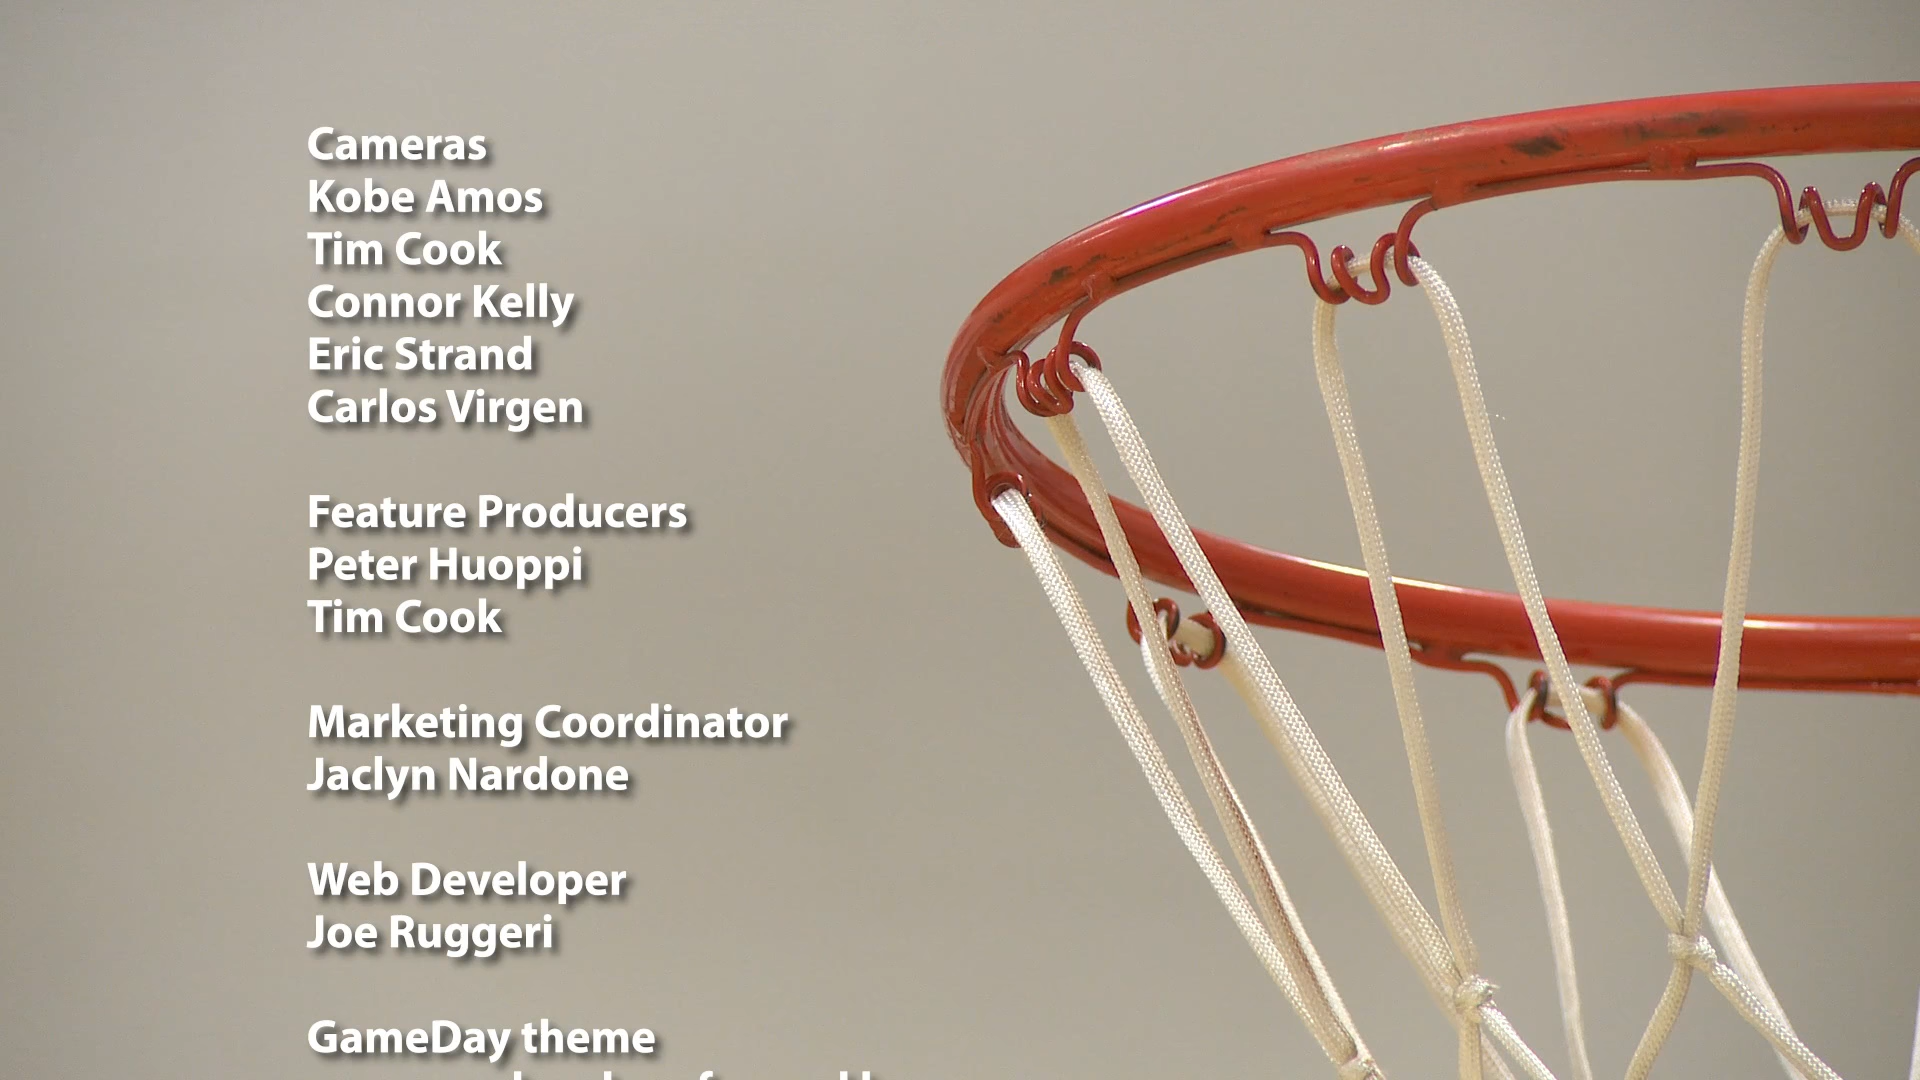 Cameras
Kobe Amos
Tim Cook
Connor Kelly
Eric Strand
Carlos Virgen
Feature Producers
Peter Huoppi
Tim Cook
Marketing Coordinator
Jaclyn Nardone
Web Developer
Joe Ruggeri
GameDay theme